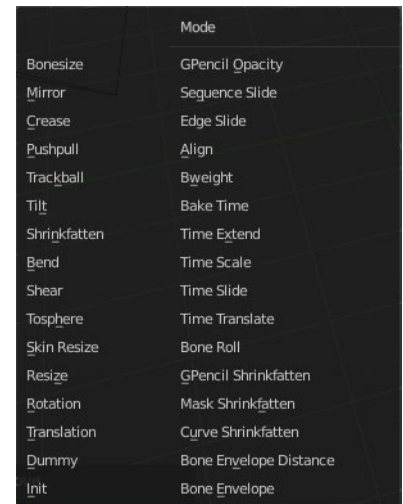 Mode
Bonesize
Mirror
Crease
Pushpull
Trackball
Tilt
Shrinkfatten
Bend
Shear
Tosphere
Skin Resize
Resize
Rotation
Translation
Dummy
Init
GPencil Opacity
Sequence Slide
Edge Slide
Align
Bweight
Bake Time
Time Extend
Time Scale
Time Slide
Time Translate
Bone Roll
GPencil Shrinkfatten
Mask Shrinkfatten
Curve Shrinkfatten
Bone Envelope Distance
Bone Envelope